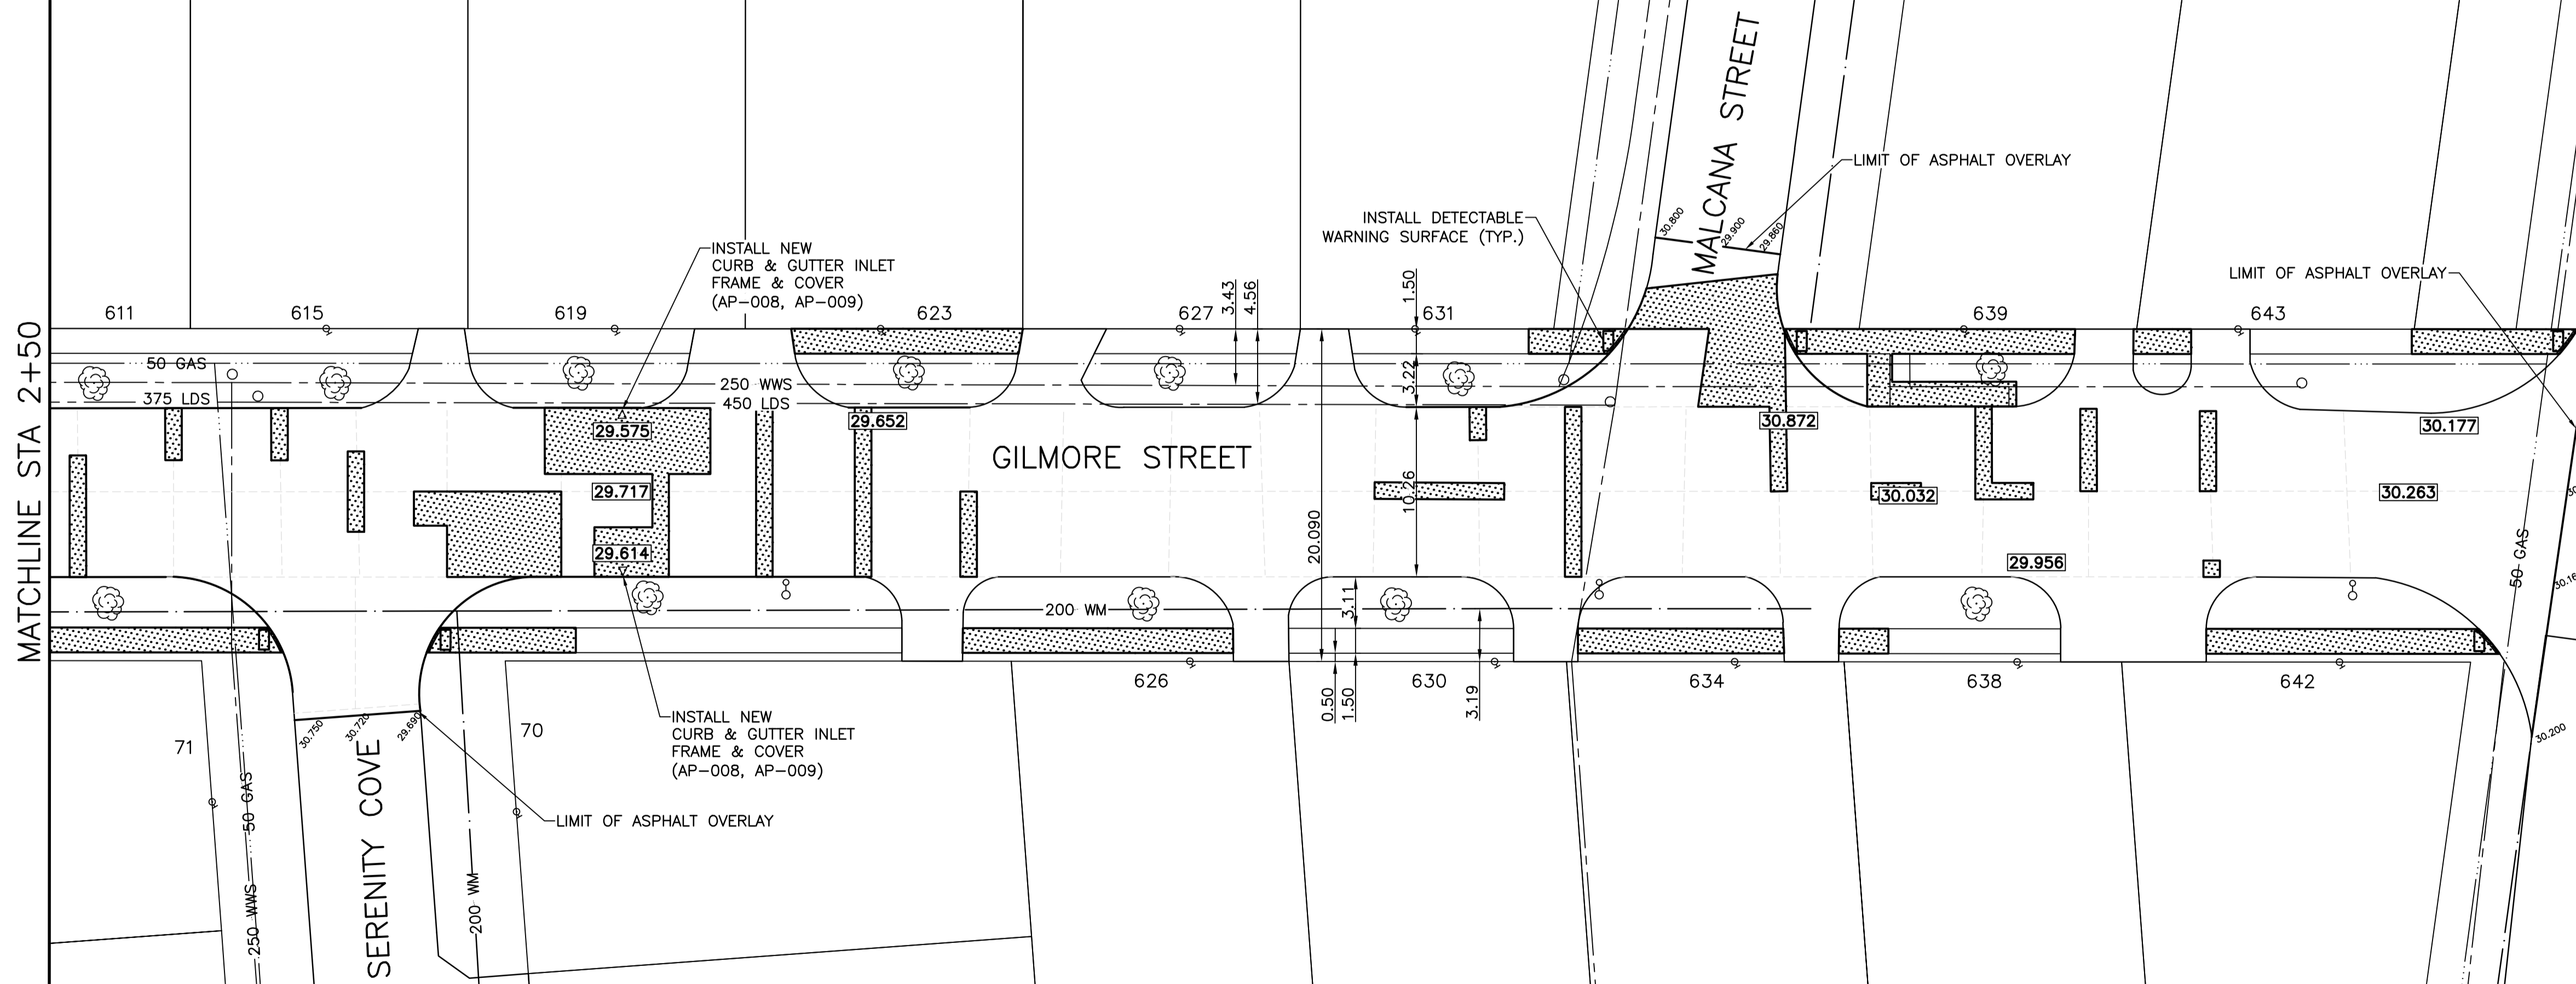 MATCHLINE STA 2+50
MALCANA STREET
LIMIT OF ASPHALT OVERLAY
30.800
29.900
29.860
INSTALL DETECTABLE
WARNING SURFACE (TYP.)
INSTALL NEW
CURB & GUTTER INLET
FRAME & COVER
(AP-008, AP-009)
LIMIT OF ASPHALT OVERLAY
611
615
619
623
627
631
639
643
3.43
4.56
1.50
50 GAS
250 WWS
375 LDS
450 LDS
3.22
29.575
29.652
30.872
30.177
GILMORE STREET
29.717
10.26
30.032
30.263
20.090
29.614
29.956
50 GAS
200 WM
3.11
626
630
634
638
642
0.50
1.50
3.19
30.200
71
70
30.750
30.720
29.690
INSTALL NEW
CURB & GUTTER INLET
FRAME & COVER
(AP-008, AP-009)
LIMIT OF ASPHALT OVERLAY
50 GAS
250 WWS
SERENITY COVE
200 WM